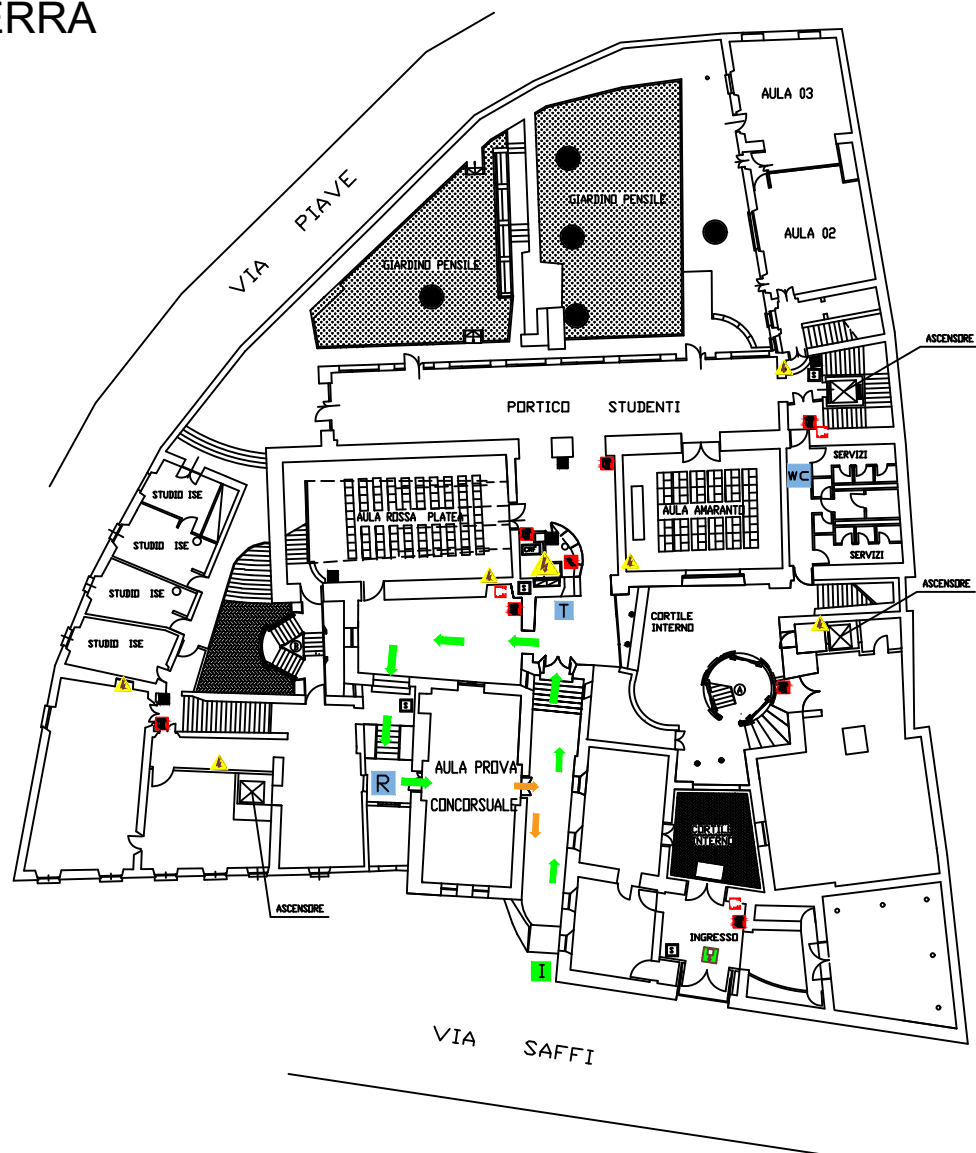 ERRA
AULA 03
VIA PIAVE
GIARDINO PENSILE
AULA 02
GIARDINO PENSILE
ASCENSORE
PORTICO STUDENTI
SERVIZI
WC
STUDIO ISE
AULA ROSSA PLATEA
AULA AMARANTO
STUDIO ISE
SERVIZI
STUDIO ISE
ASCENSORE
T
CORTILE
INTERNO
STUDIO ISE
B
A
AULA PROVA
CONCORSUALE
R
CORTILE
INTERNO
ASCENSORE
INGRESSO
I
VIA SAFFI